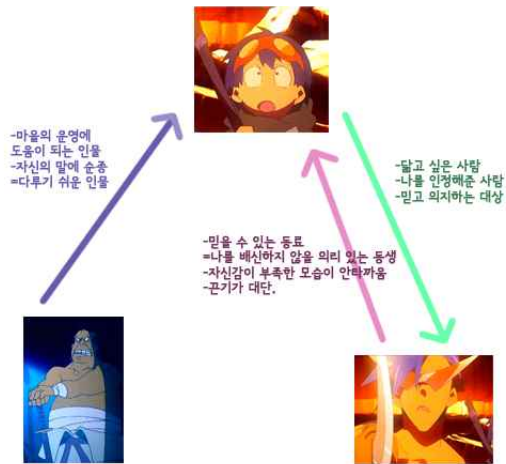 -마을의 운명에
도움이 되는 인물
-자신의 말에 순종
=다루기 쉬운 인물
-닮고 싶은 사람
-나를 인정해준 사람
-믿고 의지하는 대상
-믿을 수 있는 동료
=나를 배신하지 않을 의리 있는 동생
-자신감이 부족한 모습이 안타까움
-끈기가 대단.